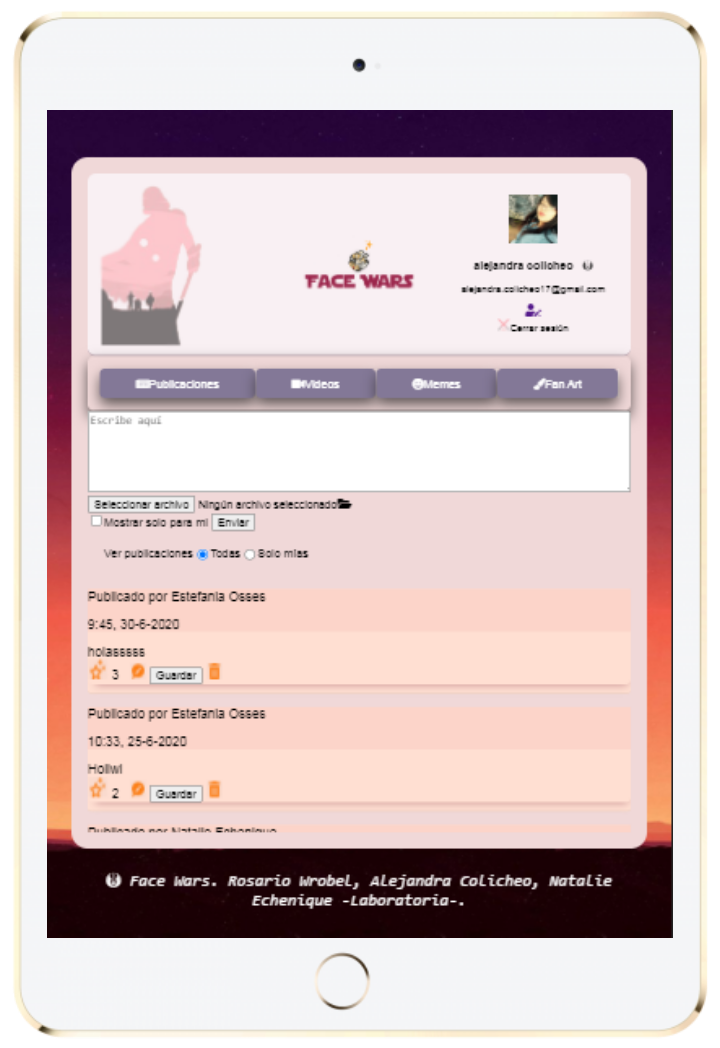 FACE WARS
alejandra colicheo
alejandra.colicheo17@gmail.com
Cerrar sesión
Publicaciones
Videos
Memes
Fan Art
Escribe aquí
Seleccionar archivo Ningún archivo seleccionado
Mostrar solo para mi Enviar
Ver publicaciones Todas Solo mías
Publicado por Estefania Osses
9:45, 30-6-2020
holasssss
3 Guardar
Publicado por Estefania Osses
10:33, 25-6-2020
Holiwi
2 Guardar
Publicado por Natalie Echenique
Face Wars. Rosario Wrobel, Alejandra Colicheo, Natalie
Echenique -Laboratoria-.